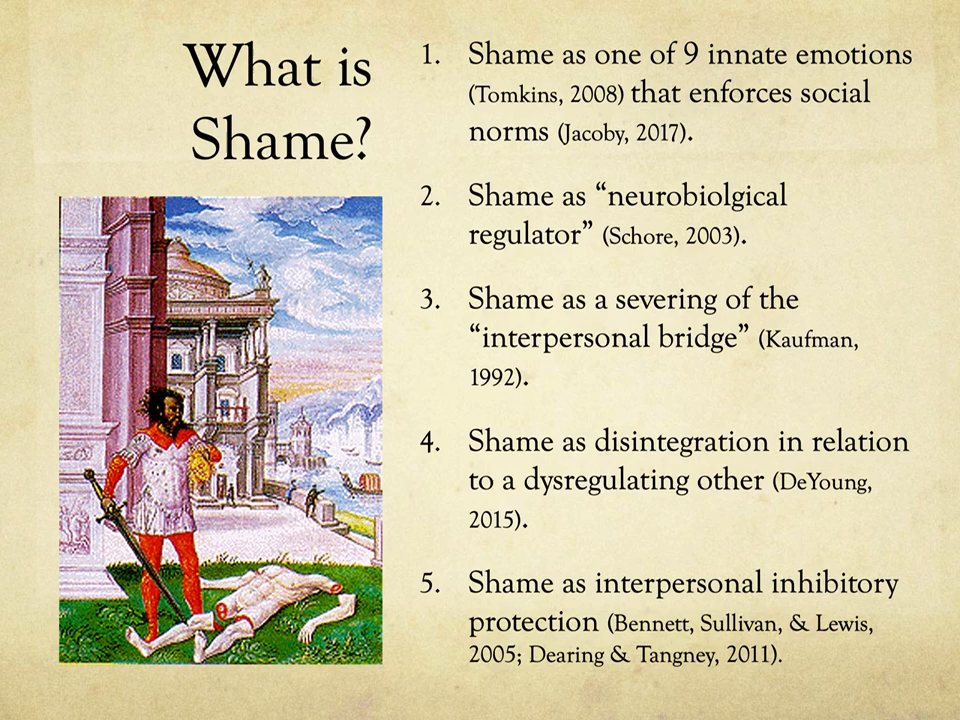 What is
Shame?
1. Shame as one of 9 innate emotions
(Tomkins, 2008) that enforces social
norms (Jacoby, 2017).
2. Shame as “neurobiolgical
regulator” (Schore, 2003).
3. Shame as a severing of the
“interpersonal bridge” (Kaufman,
1992).
4. Shame as disintegration in relation
to a dysregulating other (DeYoung,
2015).
5. Shame as interpersonal inhibitory
protection (Bennett, Sullivan, & Lewis,
2005; Dearing & Tangney, 2011).